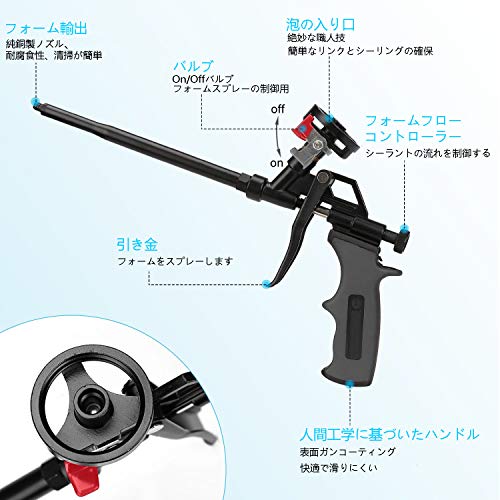 フォーム輸出
純銅製ノズル、
耐腐食性、清掃が簡単
泡の入り口
絶妙な職人技
簡単なリンクとシーリングの確保
バルブ
On/Offバルブ
フォームスプレーの制御用
off
on
フォームフロー
コントローラー
シーラントの流れを制御する
引き金
フォームをスプレーします
人間工学に基づいたハンドル
表面ガンコーティング
快適で滑りにくい